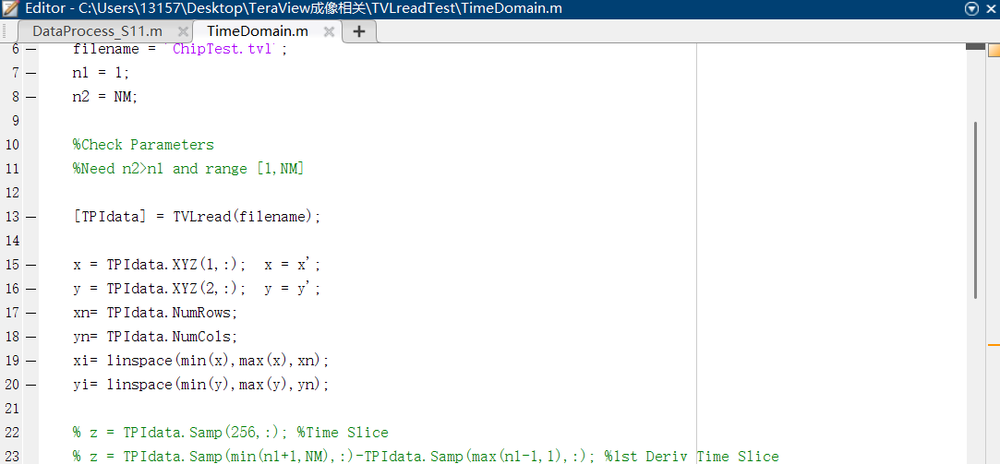 Editor - C:\Users\13157\Desktop\TeraView成像相关\TVLreadTest\TimeDomain.m
DataProcess_S11.m × TimeDomain.m × +
6 — filename = 'ChipTest.tvl';
7 — n1 = 1;
8 — n2 = NM;
9
10 %Check Parameters
11 %Need n2>n1 and range [1,NM]
12
13 — [TPIdata] = TVLread(filename);
14
15 — x = TPIdata.XYZ(1,:); x = x';
16 — y = TPIdata.XYZ(2,:); y = y';
17 — xn= TPIdata.NumRows;
18 — yn= TPIdata.NumCols;
19 — xi= linspace(min(x),max(x),xn);
20 — yi= linspace(min(y),max(y),yn);
21
22 % z = TPIdata.Samp(256,:); %Time Slice
23 % z = TPIdata.Samp(min(n1+1,NM),:)-TPIdata.Samp(max(n1-1,1),:); %1st Deriv Time Slice